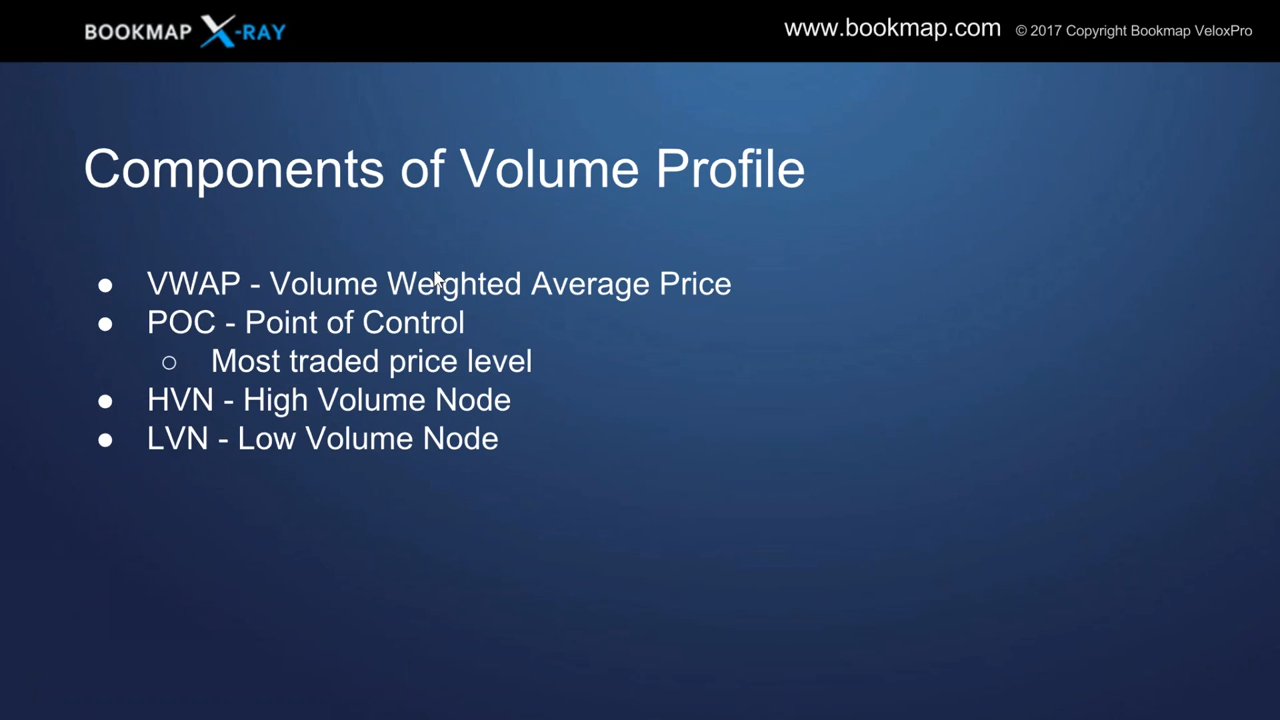 BOOKMAP X-RAY
www.bookmap.com © 2017 Copyright Bookmap VeloxPro
Components of Volume Profile
● VWAP - Volume Weighted Average Price
● POC - Point of Control
○ Most traded price level
● HVN - High Volume Node
● LVN - Low Volume Node